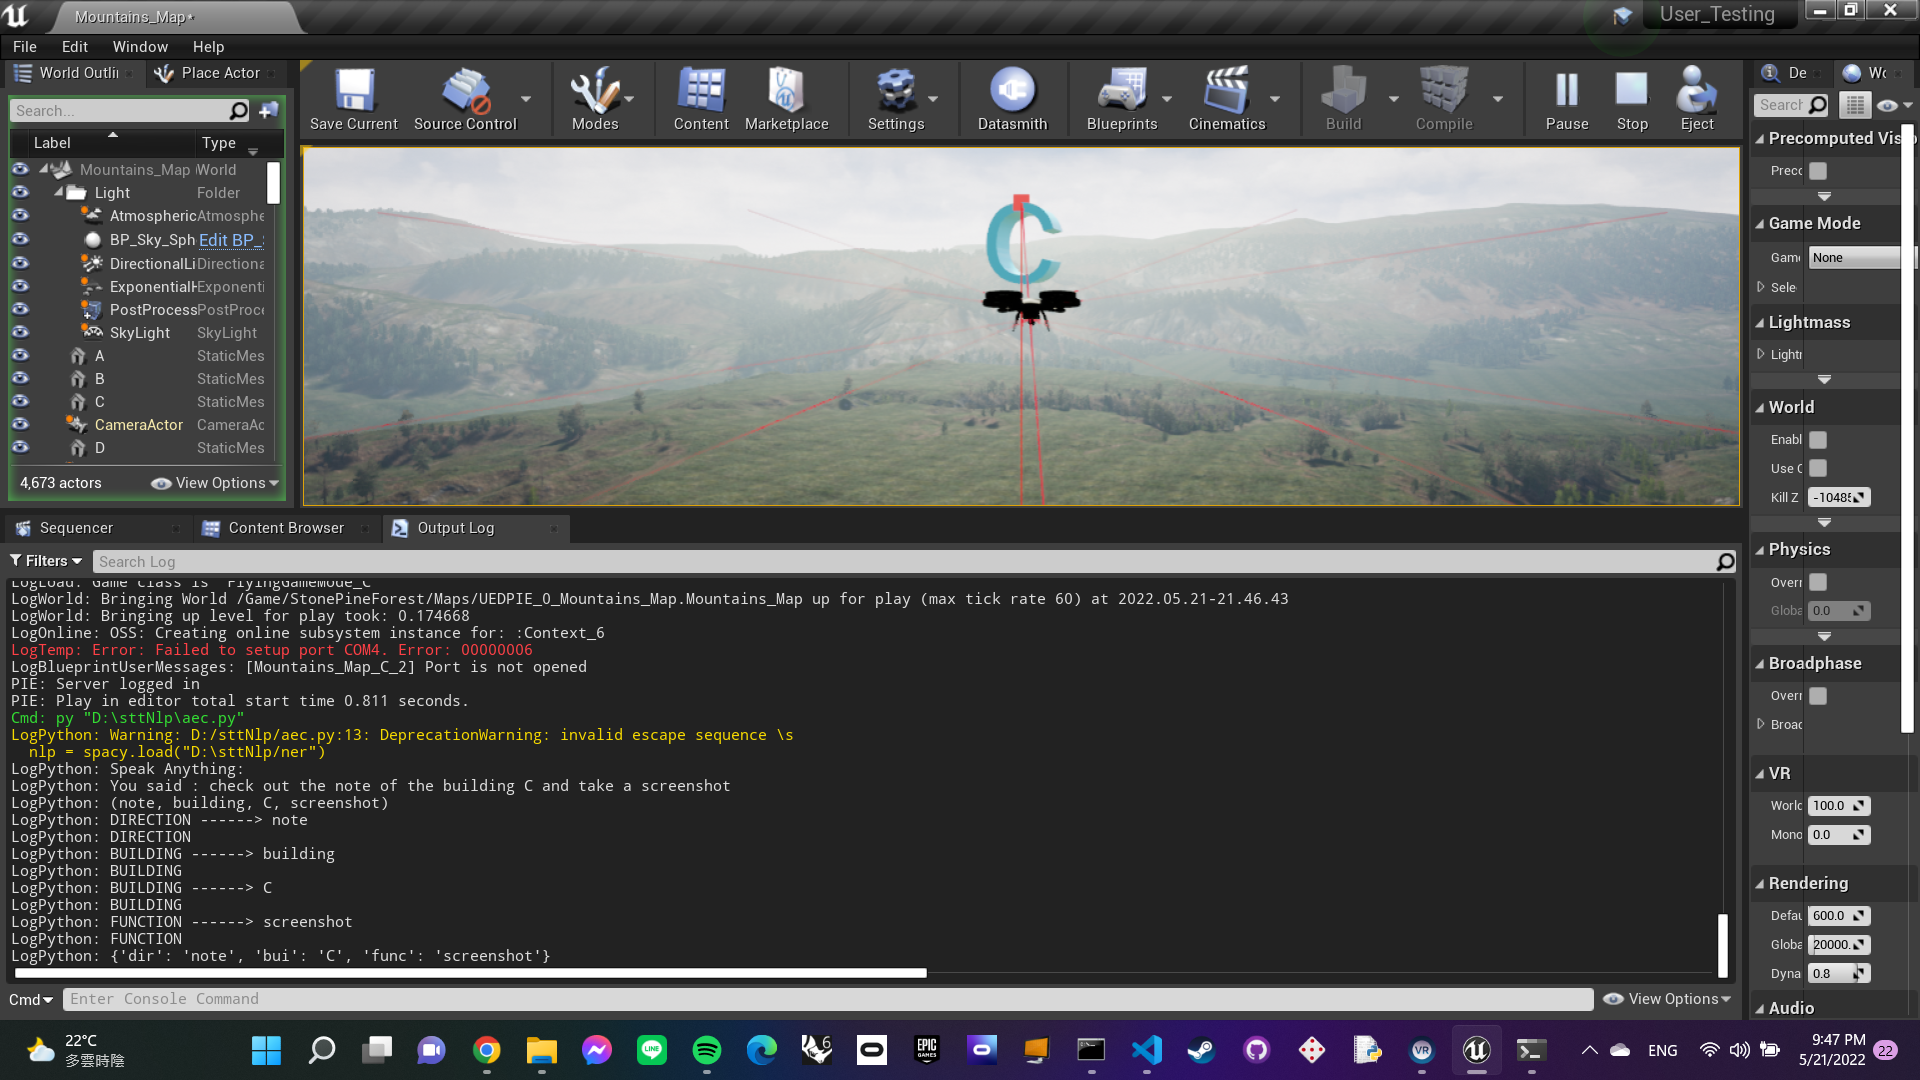 Mountains_Map*
User_Testing
File Edit Window Help
World Outli
Place Actor
Search...
Label Type
Mountains_Map World
Light Folder
Atmospheric Atmosphe
BP_Sky_Sph Edit BP_
DirectionalLi Directiona
Exponential Exponenti
PostProcess PostProce
SkyLight SkyLight
A StaticMes
B StaticMes
C StaticMes
CameraActor CameraAc
D StaticMes
4,673 actors View Options
Save Current Source Control Modes Content Marketplace Settings Datasmith Blueprints Cinematics Build Compile Pause Stop Eject
C
De Wo
Search
Precomputed Vis
Prec
Game Mode
Gam None
Sele
Lightmass
Light
World
Enabl
Use
Kill Z -1048
Physics
Overr
Globa 0.0
Broadphase
Overr
Broad
VR
World 100.0
Mono 0.0
Rendering
Defau 600.0
Globa 20000.
Dyna 0.8
Audio
Sequencer Content Browser Output Log
Filters Search Log
LogLoad: Game class is 'FlyingGameMode_C'
LogWorld: Bringing World /Game/StonePineForest/Maps/UEDPIE_0_Mountains_Map.Mountains_Map up for play (max tick rate 60) at 2022.05.21-21.46.43
LogWorld: Bringing up level for play took: 0.174668
LogOnline: OSS: Creating online subsystem instance for: :Context_6
LogTemp: Error: Failed to setup port COM4. Error: 00000006
LogBlueprintUserMessages: [Mountains_Map_C_2] Port is not opened
PIE: Server logged in
PIE: Play in editor total start time 0.811 seconds.
Cmd: py "D:\sttNlp\aec.py"
LogPython: Warning: D:/sttNlp/aec.py:13: DeprecationWarning: invalid escape sequence \s
nlp = spacy.load("D:\sttNlp/ner")
LogPython: Speak Anything:
LogPython: You said : check out the note of the building C and take a screenshot
LogPython: (note, building, C, screenshot)
LogPython: DIRECTION ------> note
LogPython: DIRECTION
LogPython: BUILDING ------> building
LogPython: BUILDING
LogPython: BUILDING ------> C
LogPython: BUILDING
LogPython: FUNCTION ------> screenshot
LogPython: FUNCTION
LogPython: {'dir': 'note', 'bui': 'C', 'func': 'screenshot'}
Cmd Enter Console Command View Options
22°C
多雲時陰
EPIC GAMES
VR
ENG
9:47 PM
5/21/2022
22